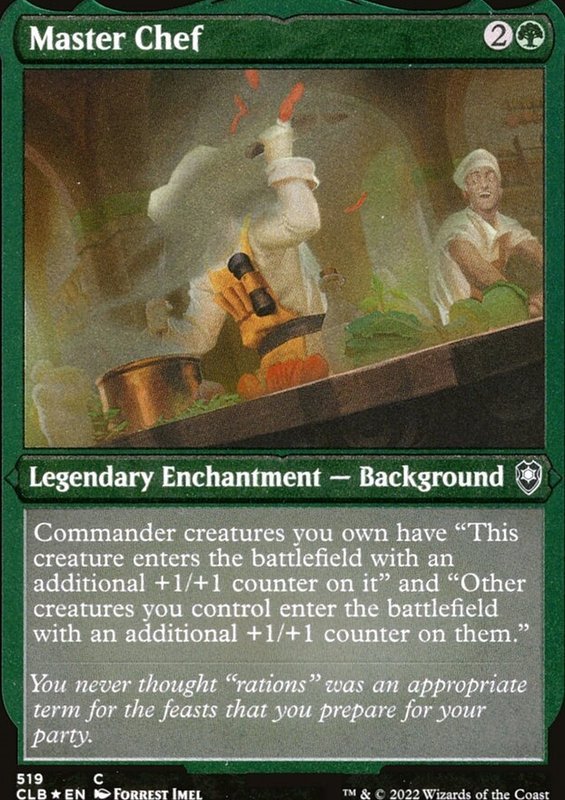 Master Chef 2
Legendary Enchantment — Background
Commander creatures you own have “This
creature enters the battlefield with an
additional +1/+1 counter on it” and “Other
creatures you control enter the battlefield
with an additional +1/+1 counter on them.”
You never thought “rations” was an appropriate
term for the feasts that you prepare for your
party.
519 C
CLB ★ EN Forrest Imel ™ & © 2022 Wizards of the Coast